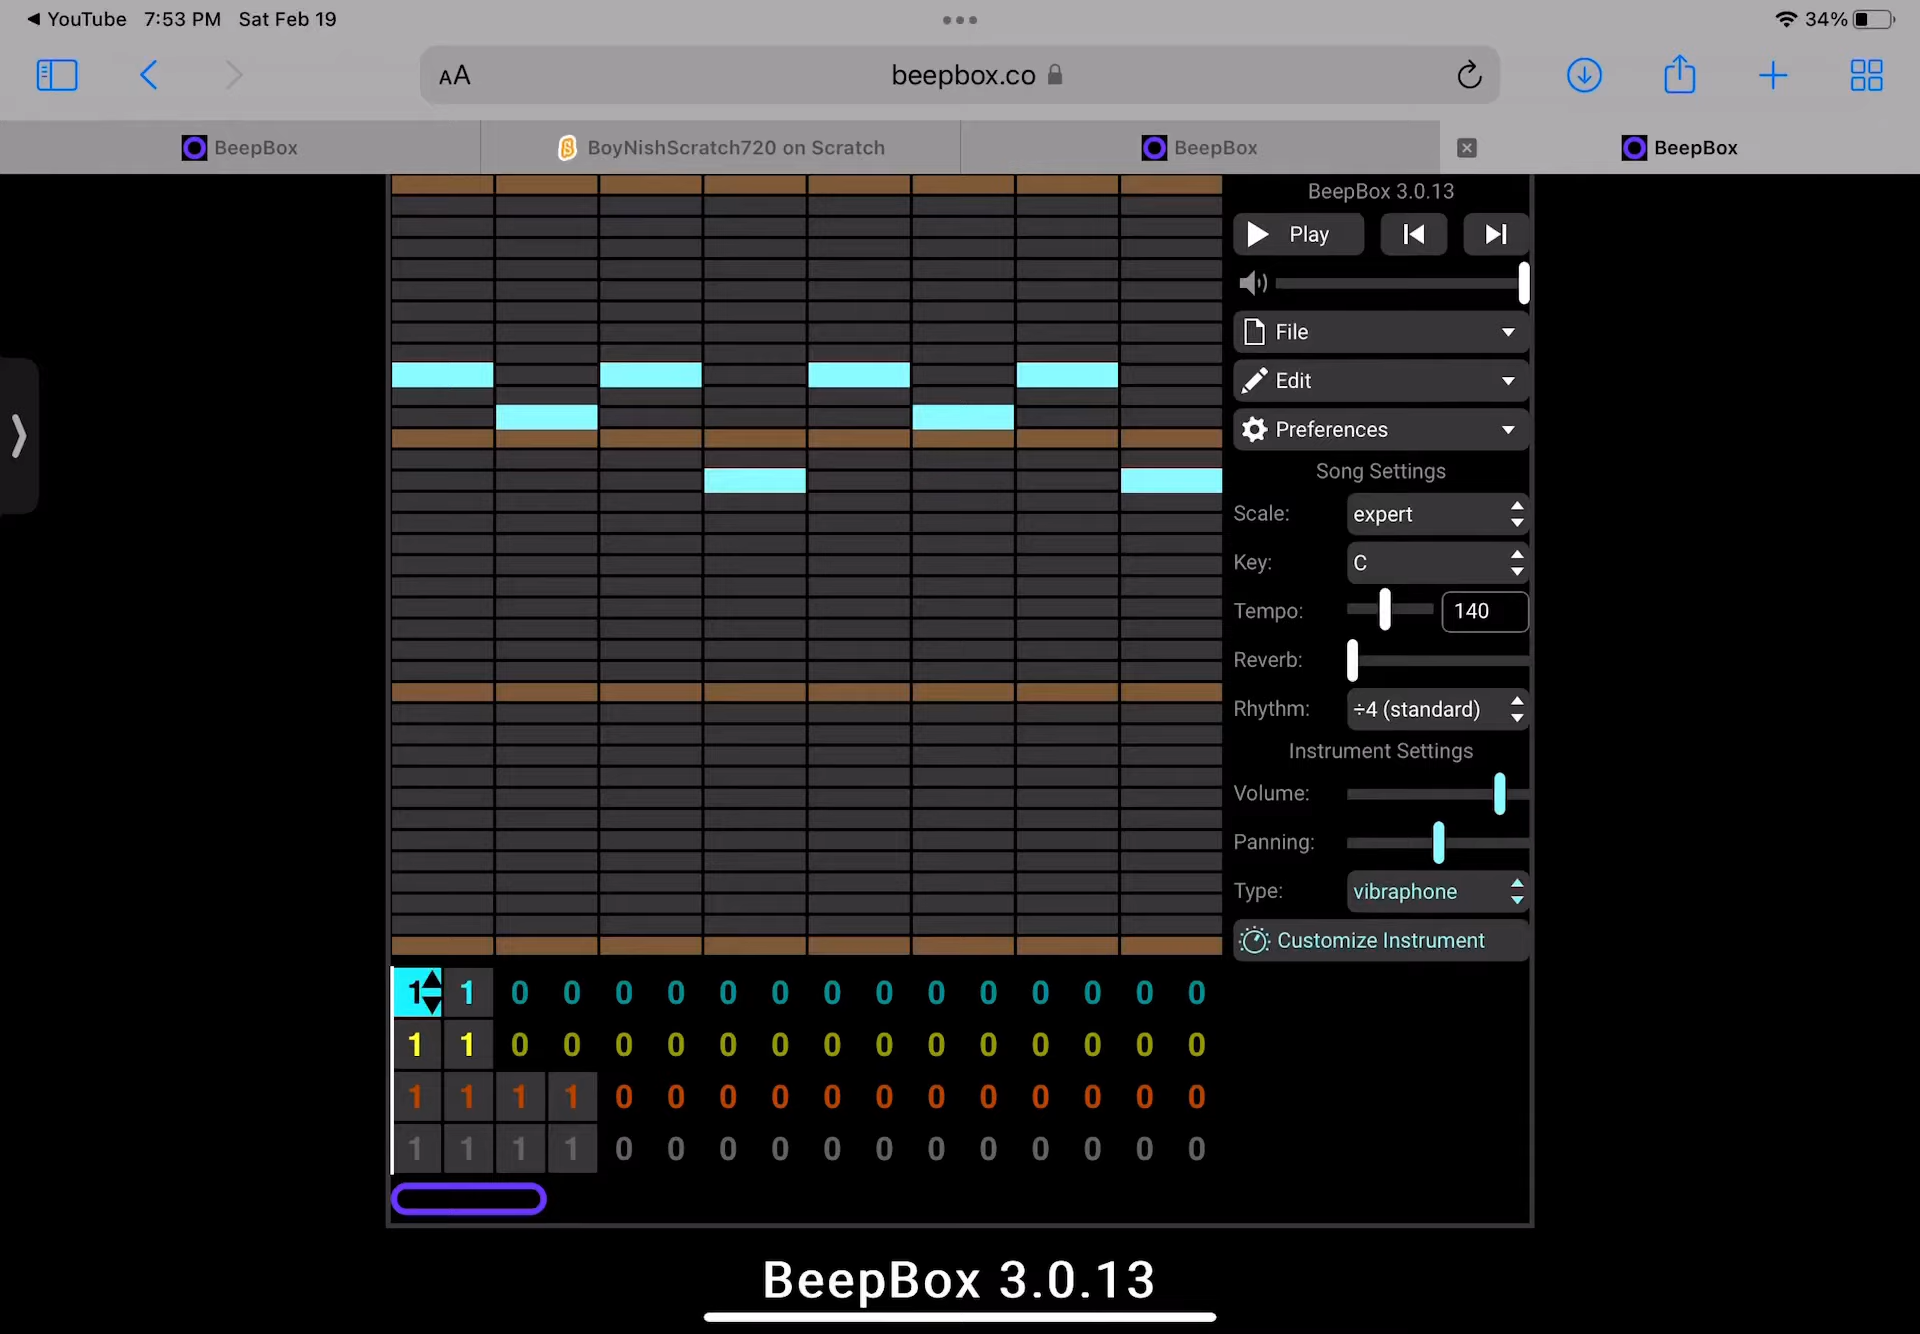 YouTube 7:53 PM Sat Feb 19
34%
AA beepbox.co
BeepBox
BoyNishScratch720 on Scratch
BeepBox
BeepBox
BeepBox 3.0.13
Play
File
Edit
Preferences
Song Settings
Scale: expert
Key: C
Tempo: 140
Reverb:
Rhythm: ÷4 (standard)
Instrument Settings
Volume:
Panning:
Type: vibraphone
Customize Instrument
1 1 0 0 0 0 0 0 0 0 0 0 0 0 0 0
1 1 0 0 0 0 0 0 0 0 0 0 0 0 0 0
1 1 1 1 0 0 0 0 0 0 0 0 0 0 0 0
1 1 1 1 0 0 0 0 0 0 0 0 0 0 0 0
BeepBox 3.0.13